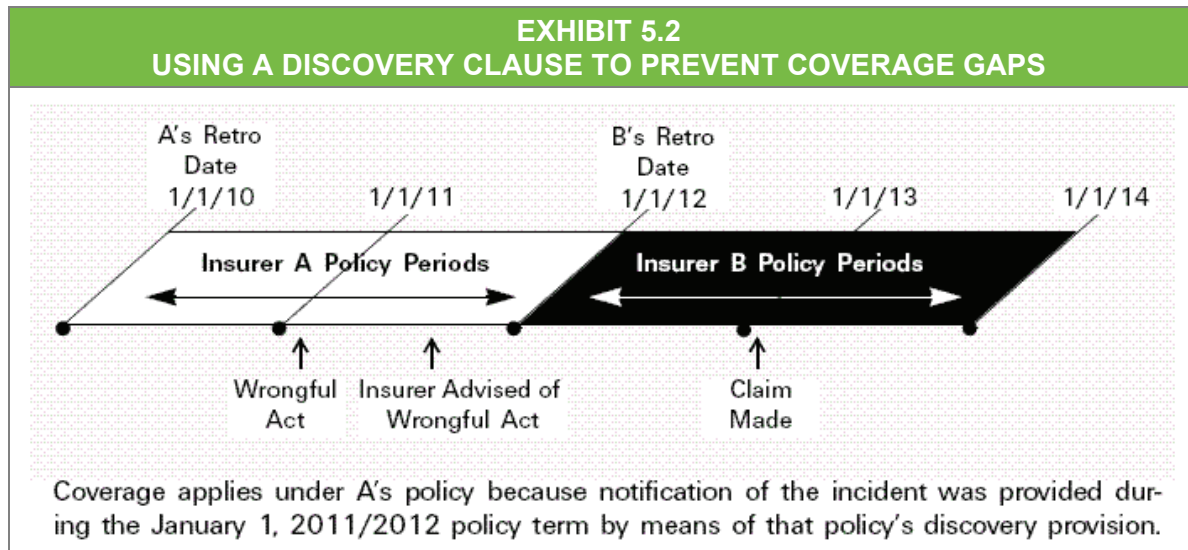 EXHIBIT 5.2
USING A DISCOVERY CLAUSE TO PREVENT COVERAGE GAPS
A's Retro
Date
1/1/10
1/1/11
B's Retro
Date
1/1/12
1/1/13
1/1/14
Insurer A Policy Periods
Insurer B Policy Periods
Wrongful
Act
Insurer Advised of
Wrongful Act
Claim
Made
Coverage applies under A's policy because notification of the incident was provided dur-
ing the January 1, 2011/2012 policy term by means of that policy's discovery provision.